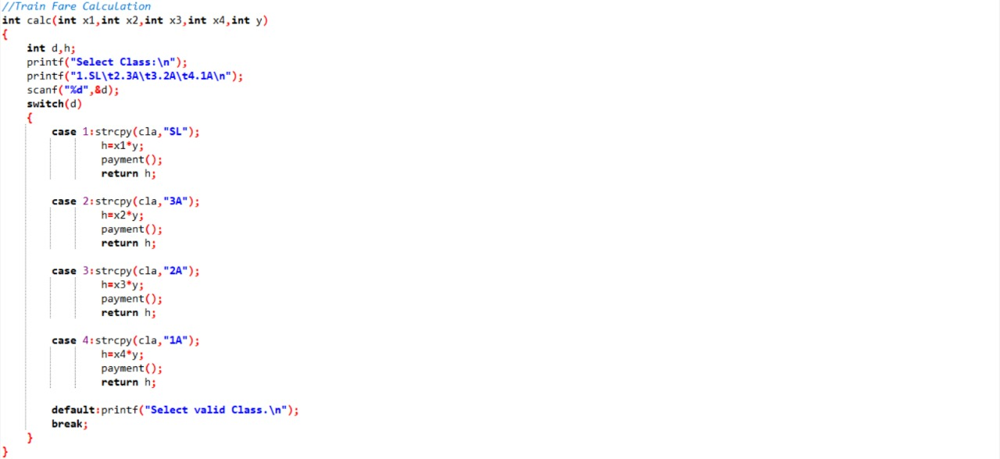 //Train Fare Calculation
int calc(int x1,int x2,int x3,int x4,int y)
{
    int d,h;
    printf("Select Class:\n");
    printf("1.SL\t2.3A\t3.2A\t4.1A\n");
    scanf("%d",&d);
    switch(d)
    {
        case 1:strcpy(cla,"SL");
                h=x1*y;
                payment();
                return h;

        case 2:strcpy(cla,"3A");
                h=x2*y;
                payment();
                return h;

        case 3:strcpy(cla,"2A");
                h=x3*y;
                payment();
                return h;

        case 4:strcpy(cla,"1A");
                h=x4*y;
                payment();
                return h;

        default:printf("Select valid Class.\n");
        break;
    }
}